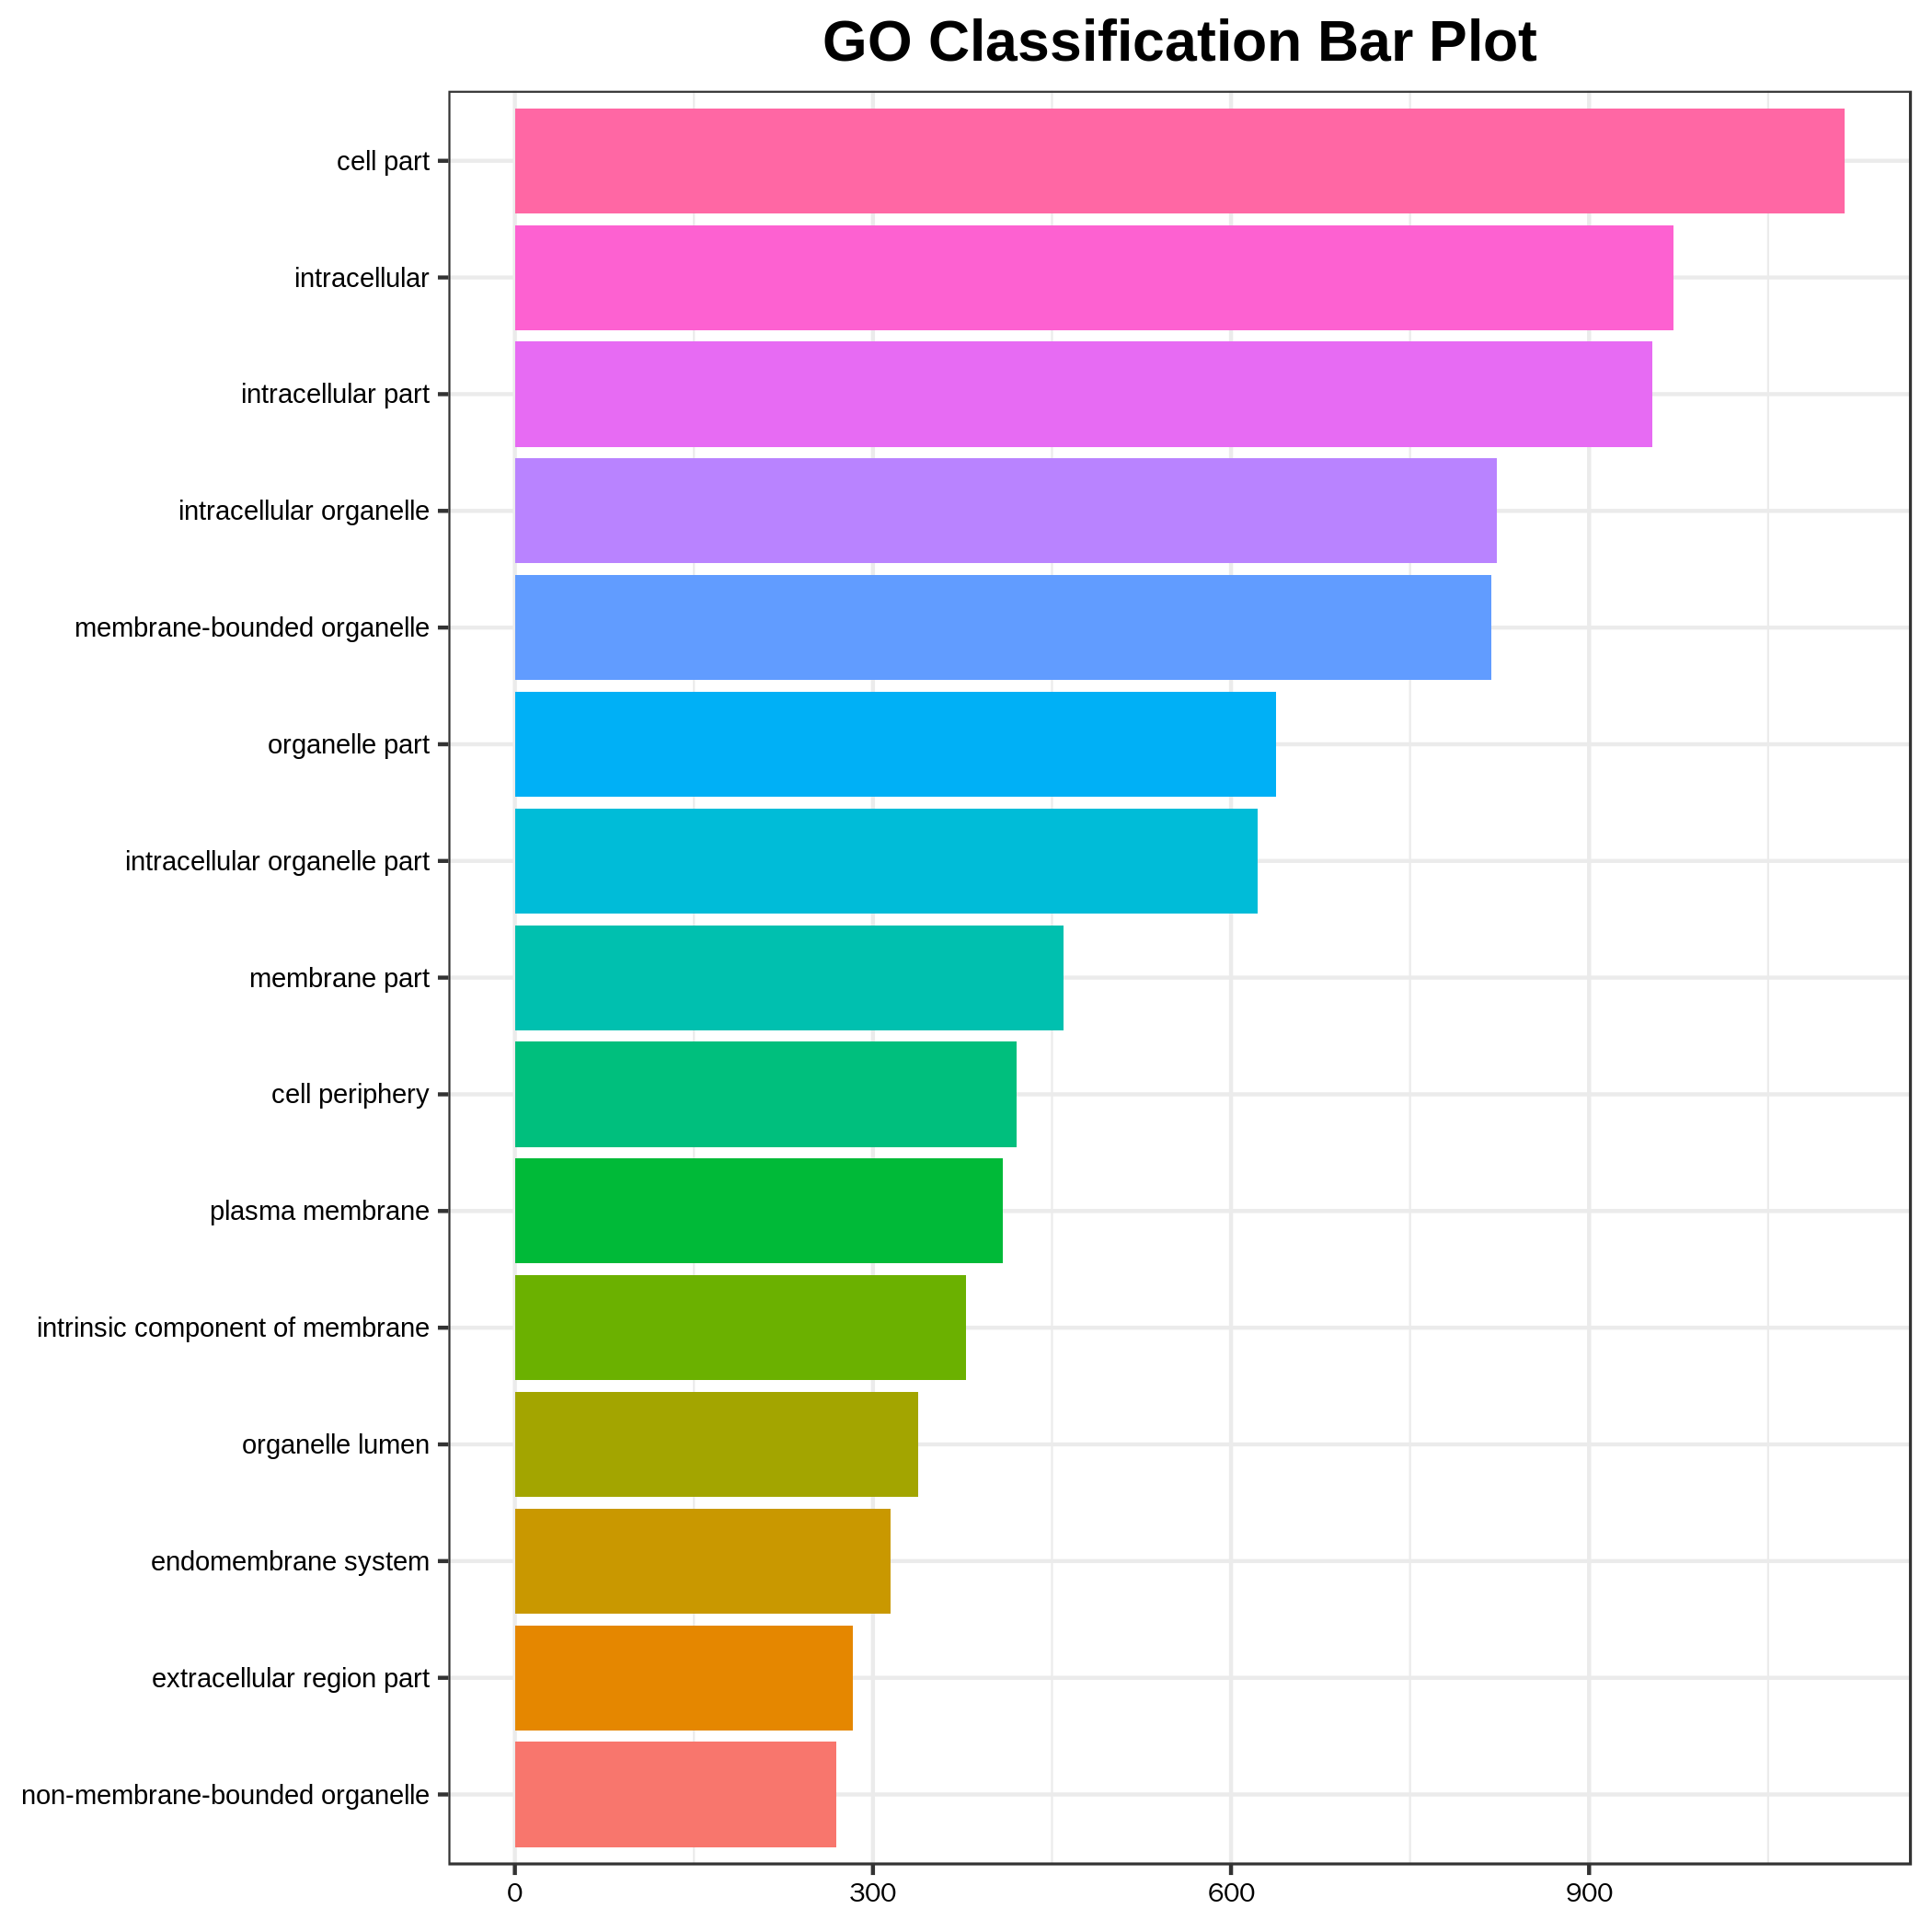 GO Classification Bar Plot
cell part
intracellular
intracellular part
intracellular organelle
membrane-bounded organelle
organelle part
intracellular organelle part
membrane part
cell periphery
plasma membrane
intrinsic component of membrane
organelle lumen
endomembrane system
extracellular region part
non-membrane-bounded organelle
0 300 600 900